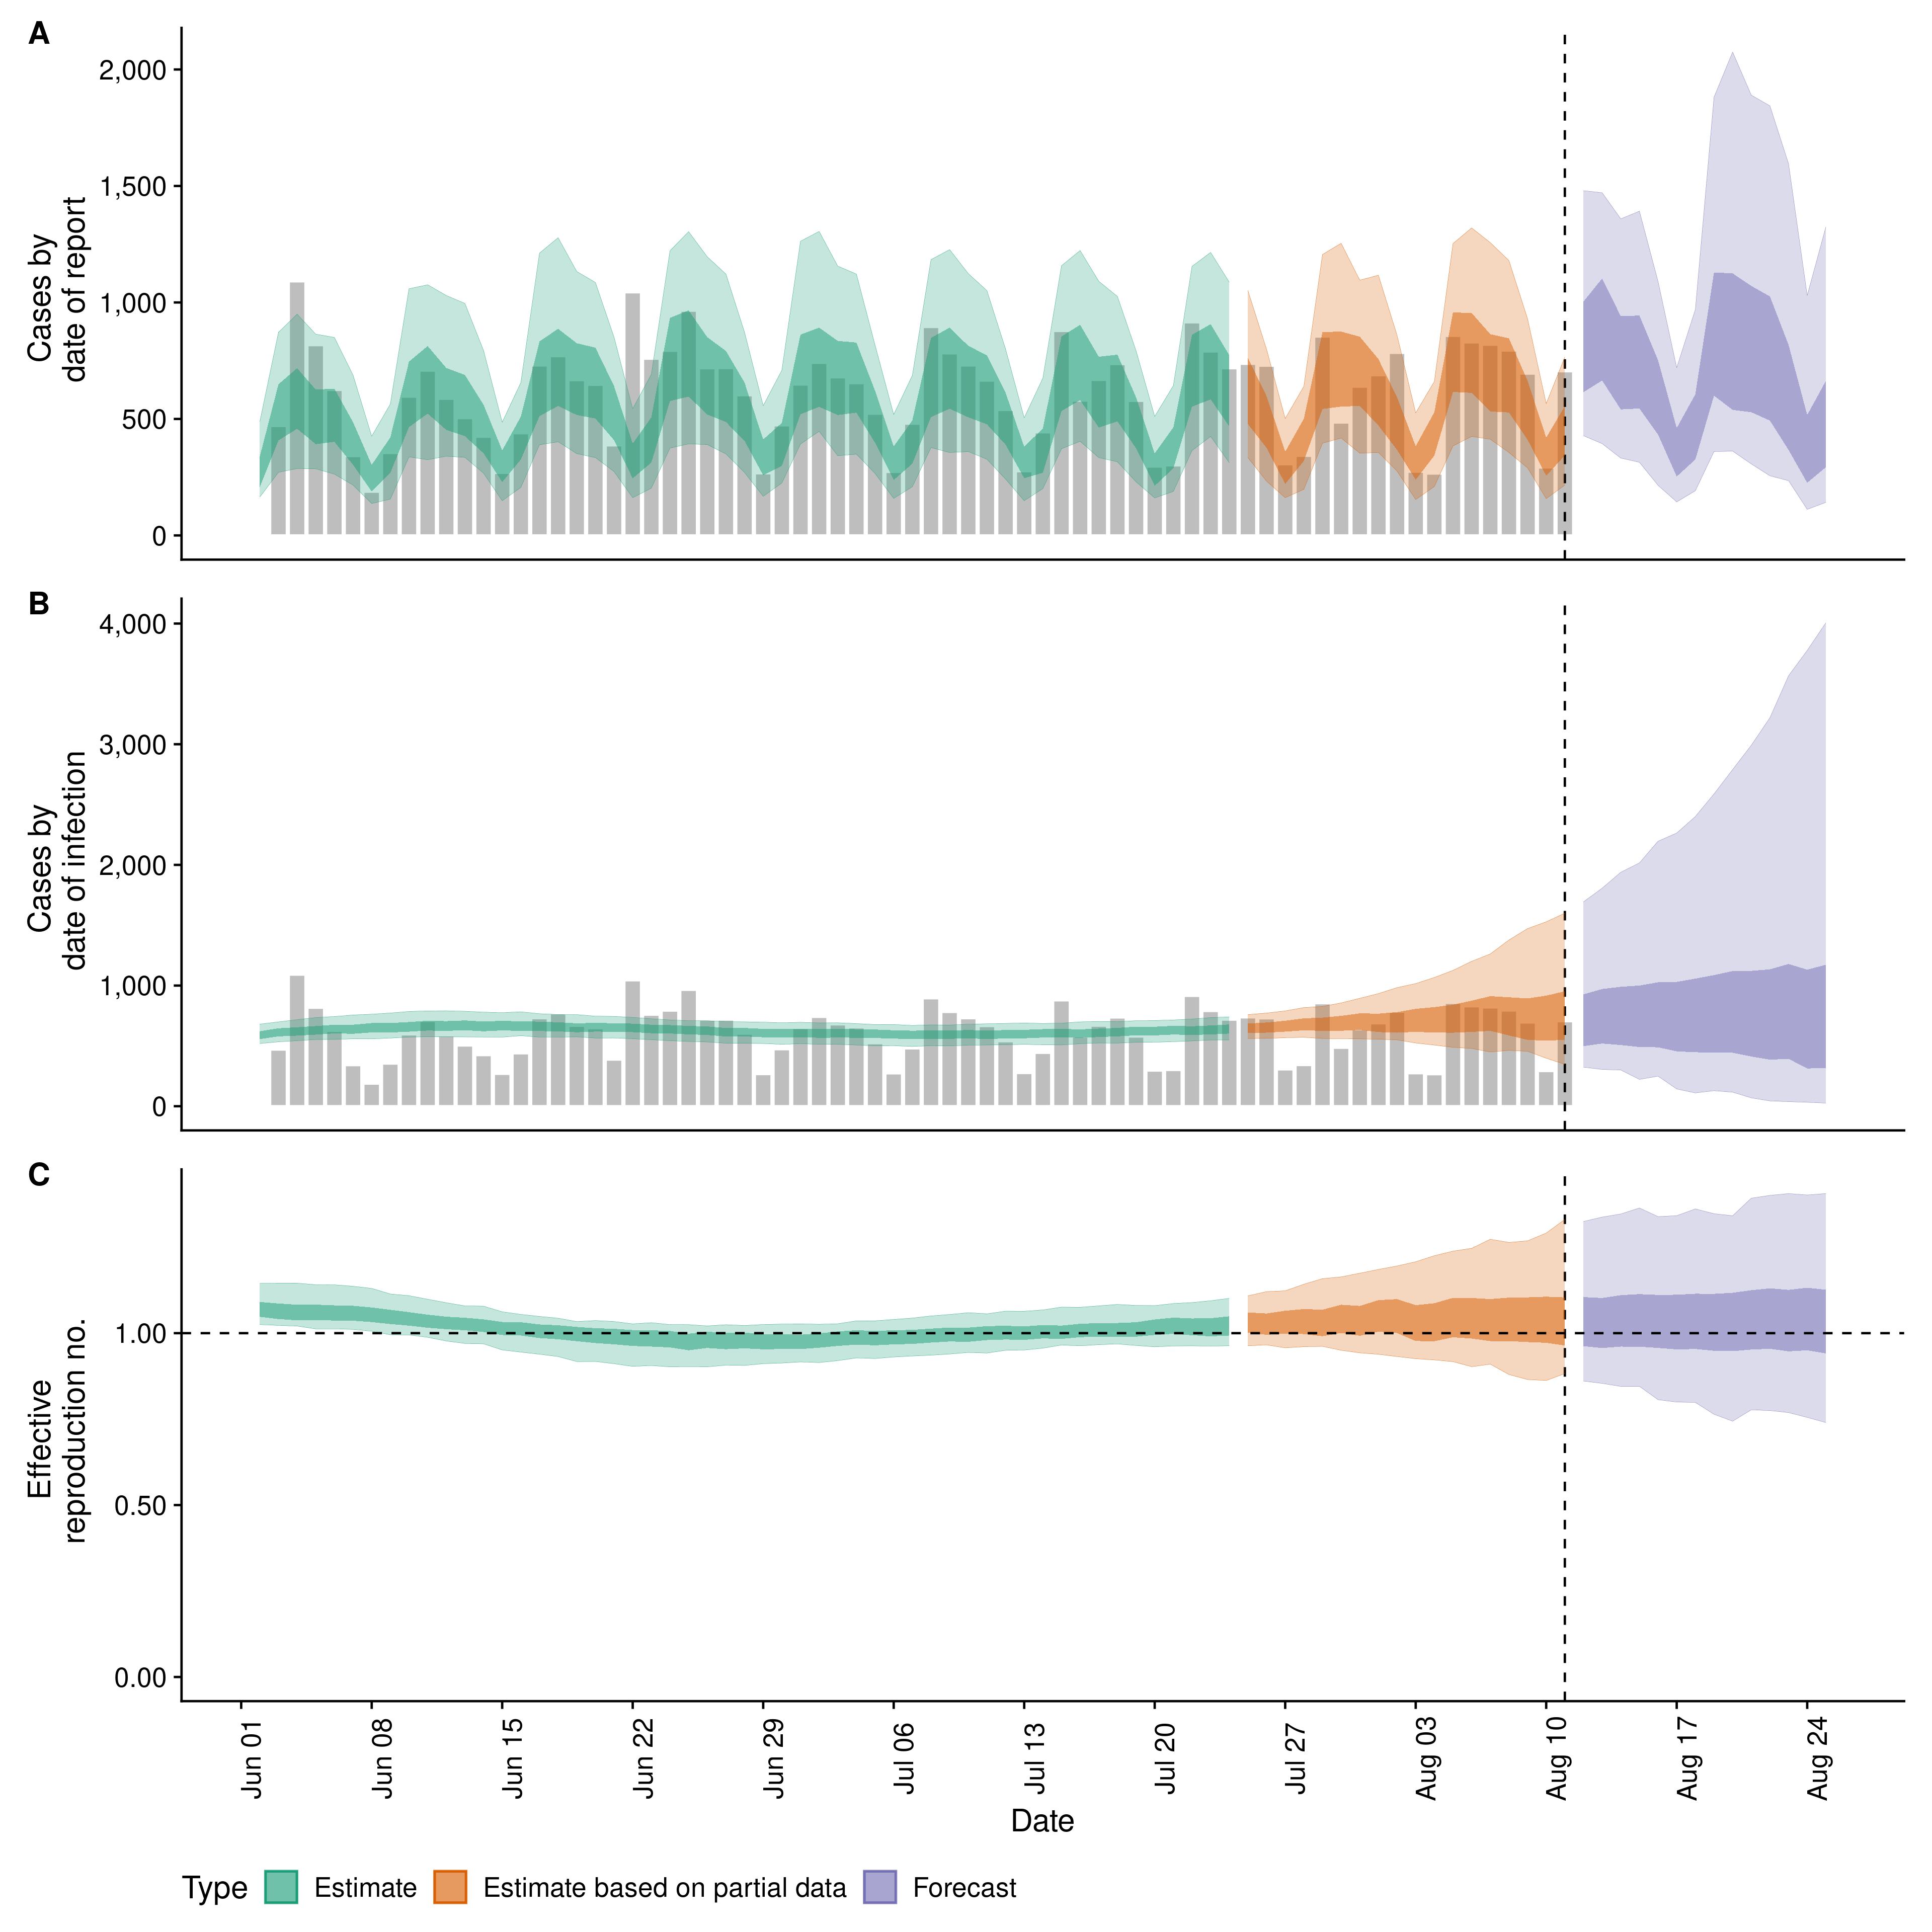 A
2,000
1,500
1,000
500
0
Cases by
date of report
B
4,000
3,000
2,000
1,000
0
Cases by
date of infection
C
1.00
0.50
0.00
Effective
reproduction no.
Jun 01
Jun 08
Jun 15
Jun 22
Jun 29
Jul 06
Jul 13
Jul 20
Jul 27
Aug 03
Aug 10
Aug 17
Aug 24
Date
Type Estimate Estimate based on partial data Forecast